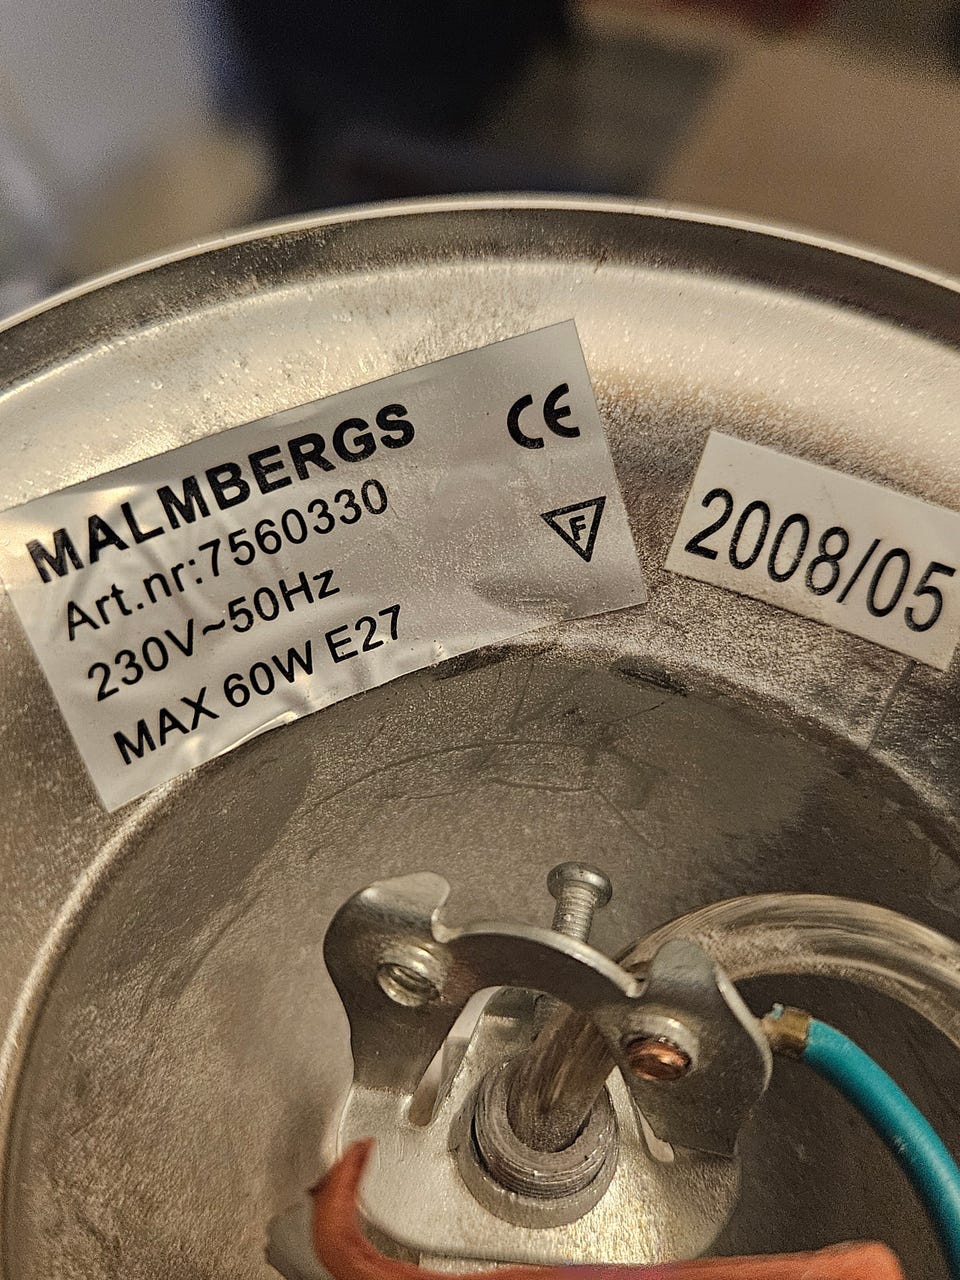 MALMBERGS
Art.nr:7560330
230V~50Hz
MAX 60W E27
CE
F
2008/05